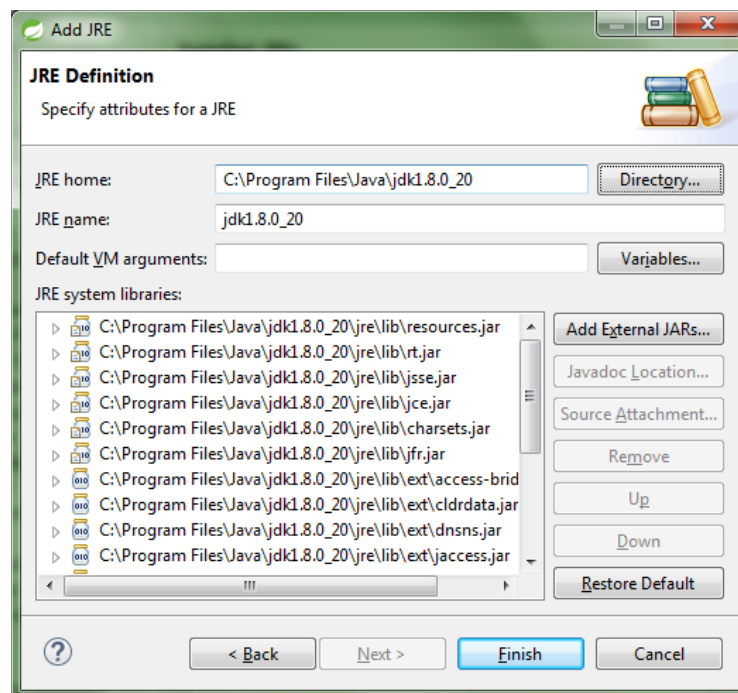 Add JRE
JRE Definition
Specify attributes for a JRE
JRE home: C:\Program Files\Java\jdk1.8.0_20 Directory...
JRE name: jdk1.8.0_20
Default VM arguments: Variables...
JRE system libraries:
C:\Program Files\Java\jdk1.8.0_20\jre\lib\resources.jar Add External JARs...
C:\Program Files\Java\jdk1.8.0_20\jre\lib\rt.jar
C:\Program Files\Java\jdk1.8.0_20\jre\lib\jsse.jar Javadoc Location...
C:\Program Files\Java\jdk1.8.0_20\jre\lib\jce.jar
C:\Program Files\Java\jdk1.8.0_20\jre\lib\charsets.jar Source Attachment...
C:\Program Files\Java\jdk1.8.0_20\jre\lib\jfr.jar Remove
C:\Program Files\Java\jdk1.8.0_20\jre\lib\ext\access-brid
C:\Program Files\Java\jdk1.8.0_20\jre\lib\ext\cldrdata.jar Up
C:\Program Files\Java\jdk1.8.0_20\jre\lib\ext\dnsns.jar Down
C:\Program Files\Java\jdk1.8.0_20\jre\lib\ext\jaccess.jar
Restore Default
? < Back Next > Finish Cancel